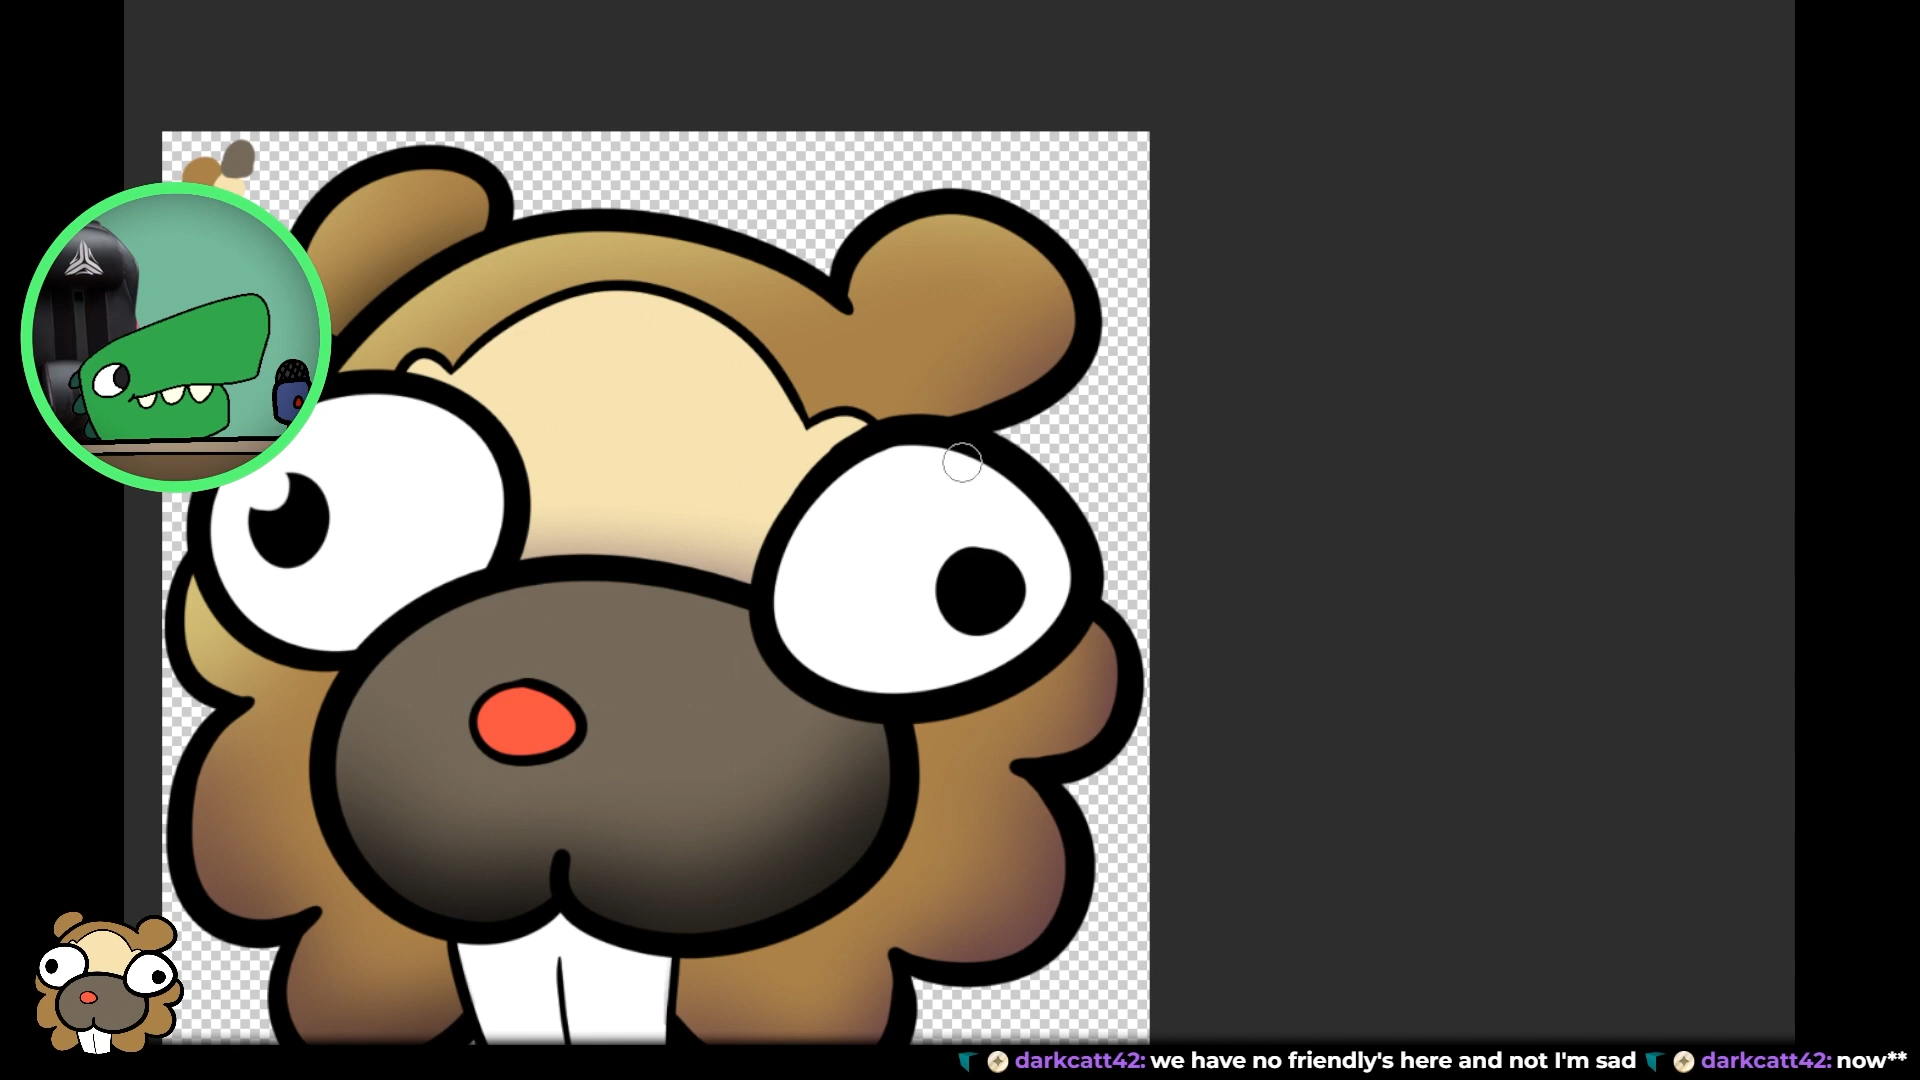 darkcatt42: we have no friendly's here and not I'm sad darkcatt42: now**